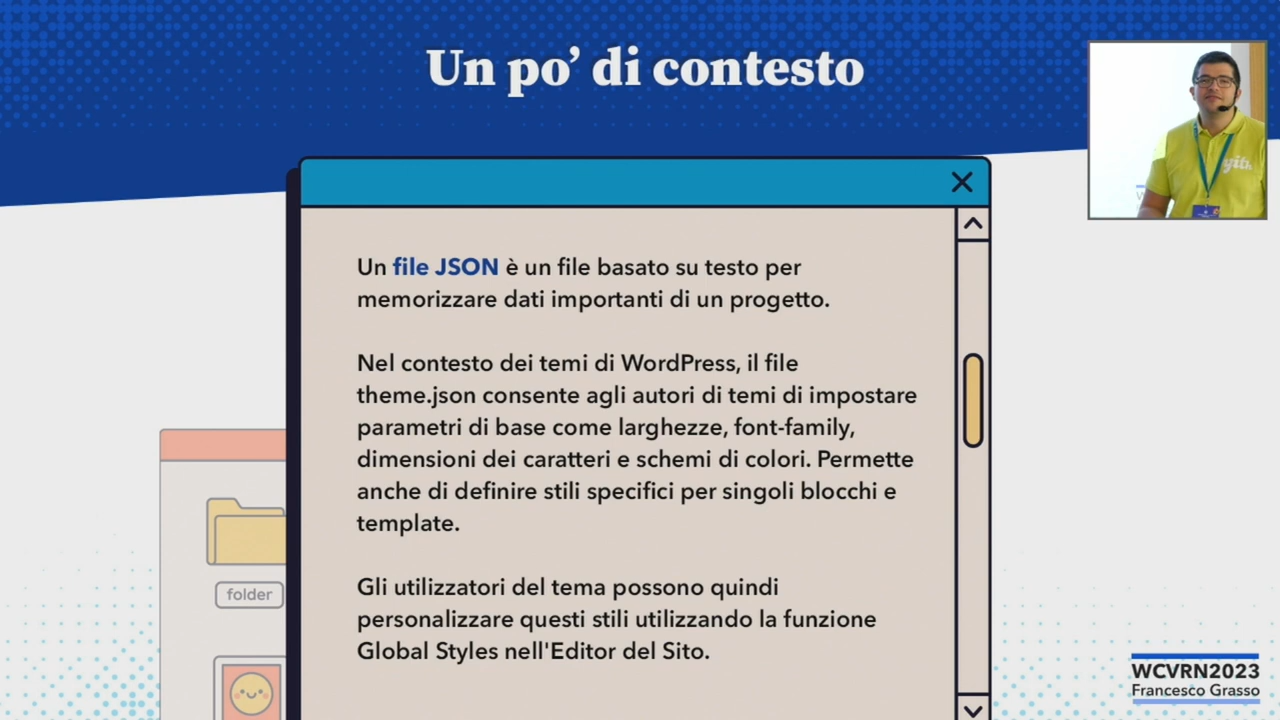 Un po’ di contesto
yith
Un file JSON è un file basato su testo per
memorizzare dati importanti di un progetto.
Nel contesto dei temi di WordPress, il file
theme.json consente agli autori di temi di impostare
parametri di base come larghezze, font-family,
dimensioni dei caratteri e schemi di colori. Permette
anche di definire stili specifici per singoli blocchi e
template.
Gli utilizzatori del tema possono quindi
personalizzare questi stili utilizzando la funzione
Global Styles nell'Editor del Sito.
folder
WCVRN2023
Francesco Grasso